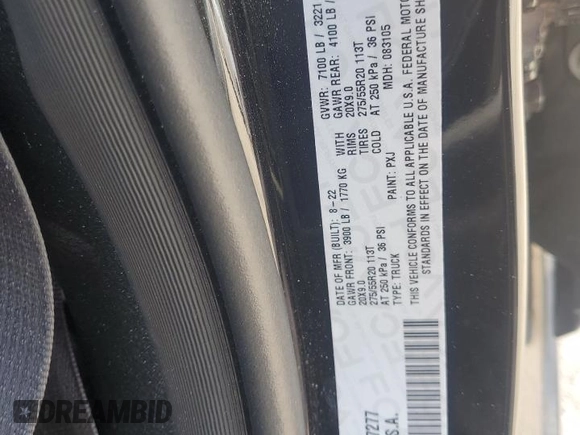 DATE OF MFR (BUILT): 8-22 GVWR: 7100 LB / 3221
GAWR FRONT: 3900 LB / 1770 KG WITH GAWR REAR: 4100 LB /
20X9.0 RIMS 20X9.0
275/55R20 113T TIRES 275/55R20 113T
AT 250 kPa / 36 PSI COLD AT 250 kPa / 36 PSI
TYPE: TRUCK PAINT: PXJ MDH: 083105
THIS VEHICLE CONFORMS TO ALL APPLICABLE U.S.A. FEDERAL MOTOR
STANDARDS IN EFFECT ON THE DATE OF MANUFACTURE SH
7277
S.A.
DREAMBID